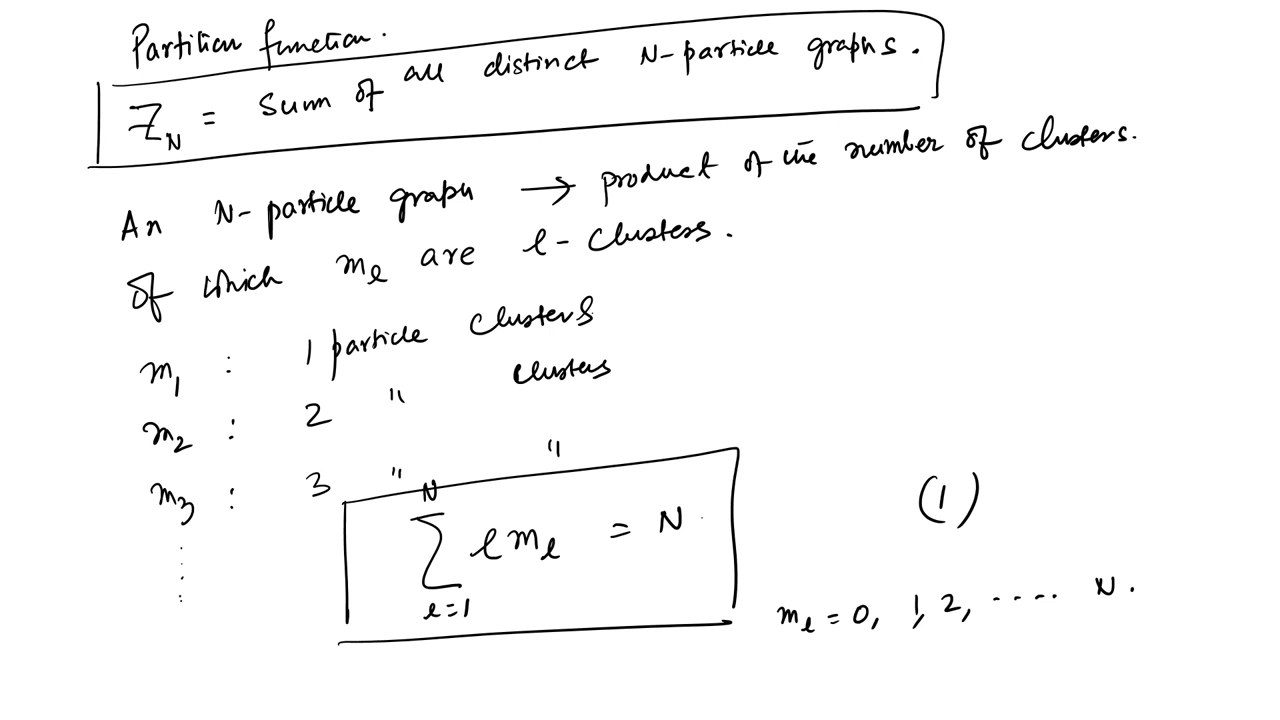 Partition function.
Z_N = Sum of all distinct N-particle graphs.
An N-particle graph → product of the number of clusters.
Of which m_l are l-clusters.
m_1 : 1 particle clusters
m_2 : 2 " clusters
m_3 : 3 " "
\sum_{l=1}^{N} l m_l = N (1)
m_l = 0, 1, 2, ..... N.